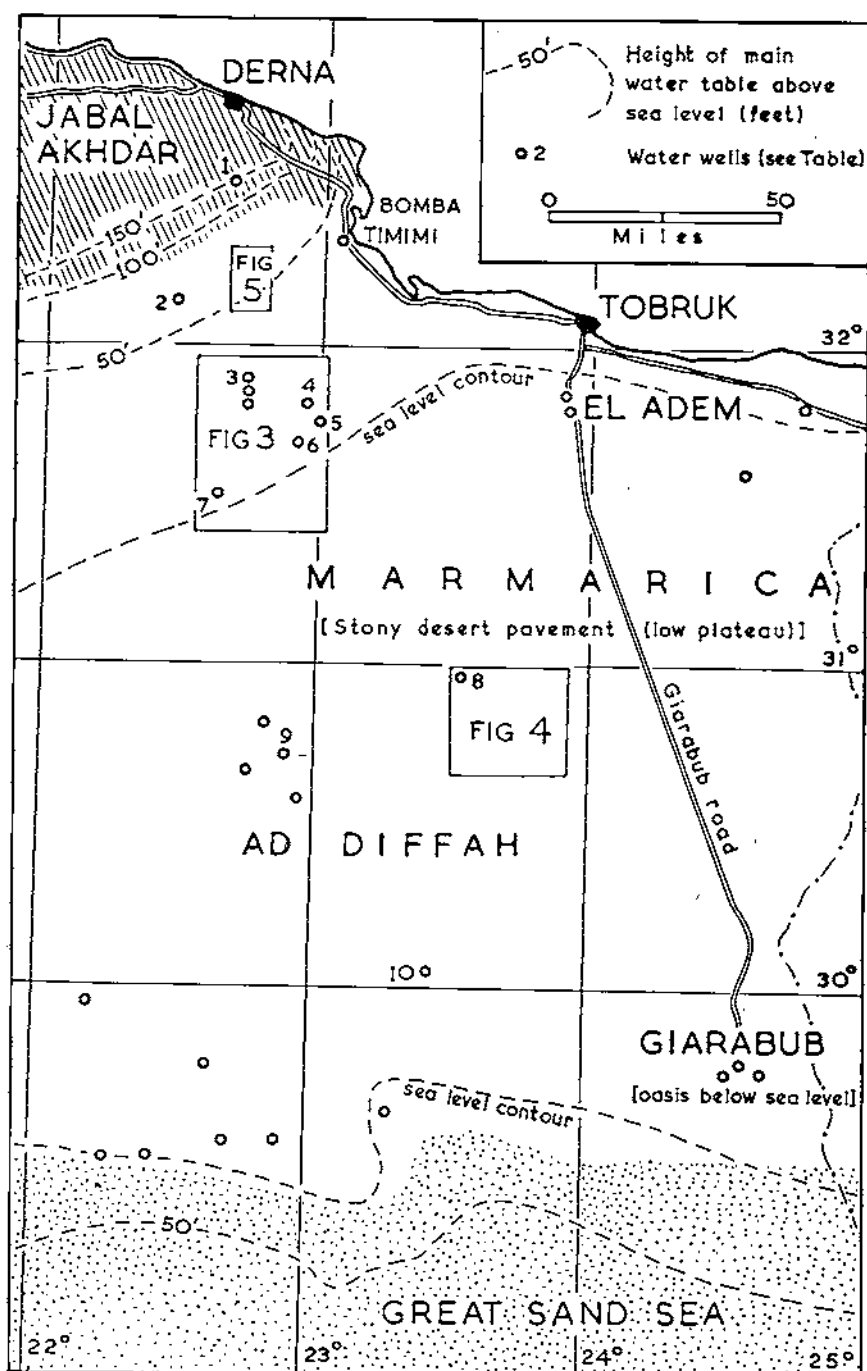 DERNA
JABAL
AKHDAR
1
150'
100'
BOMBA
TIMIMI
FIG
5
2
50'
50'
Height of main
water table above
sea level (feet)
2 Water wells (see Table)
0 50
Miles
TOBRUK
32°
3
4
5
FIG 3
6
7
sea level contour
EL ADEM
MARMARICA
[Stony desert pavement (low plateau)]
31°
8
FIG 4
9
Giarabub road
AD DIFFAH
10
30°
GIARABUB
[oasis below sea level]
sea level contour
50'
GREAT SAND SEA
22° 23° 24° 25°